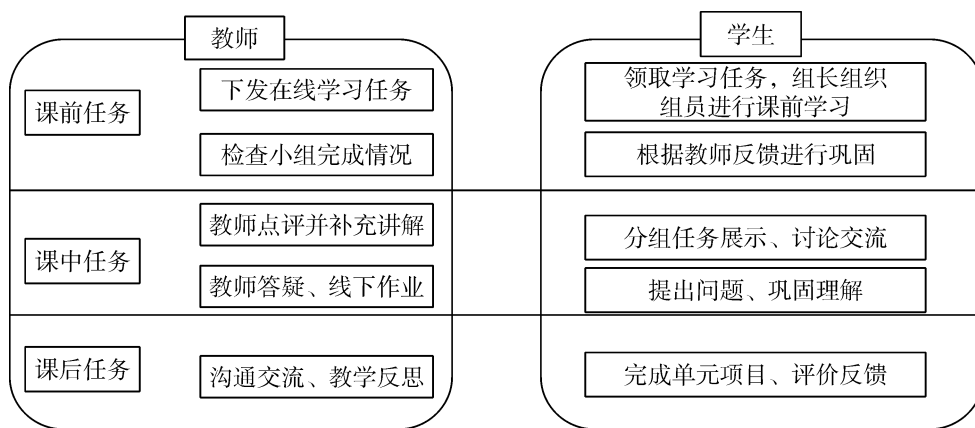 教师
学生
课前任务
下发在线学习任务
领取学习任务，组长组织
组员进行课前学习
检查小组完成情况
根据教师反馈进行巩固
课中任务
教师点评并补充讲解
分组任务展示、讨论交流
教师答疑、线下作业
提出问题、巩固理解
课后任务
沟通交流、教学反思
完成单元项目、评价反馈